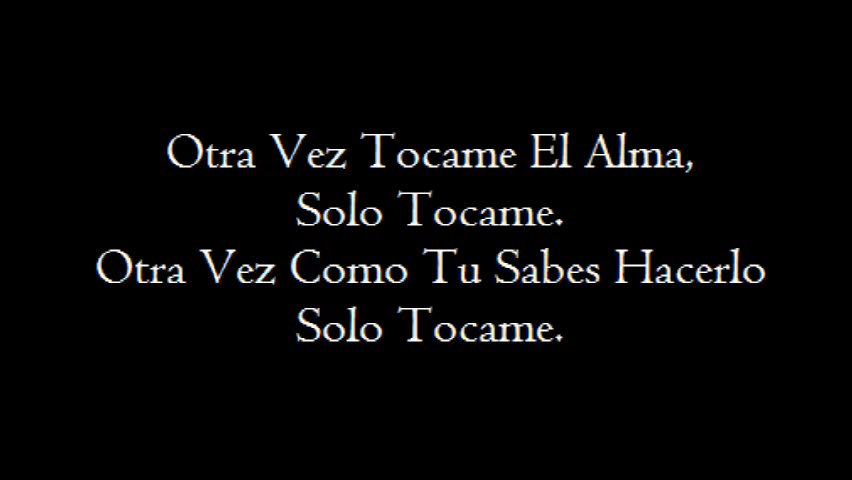 Otra Vez Tocame El Alma,
Solo Tocame.
Otra Vez Como Tu Sabes Hacerlo
Solo Tocame.